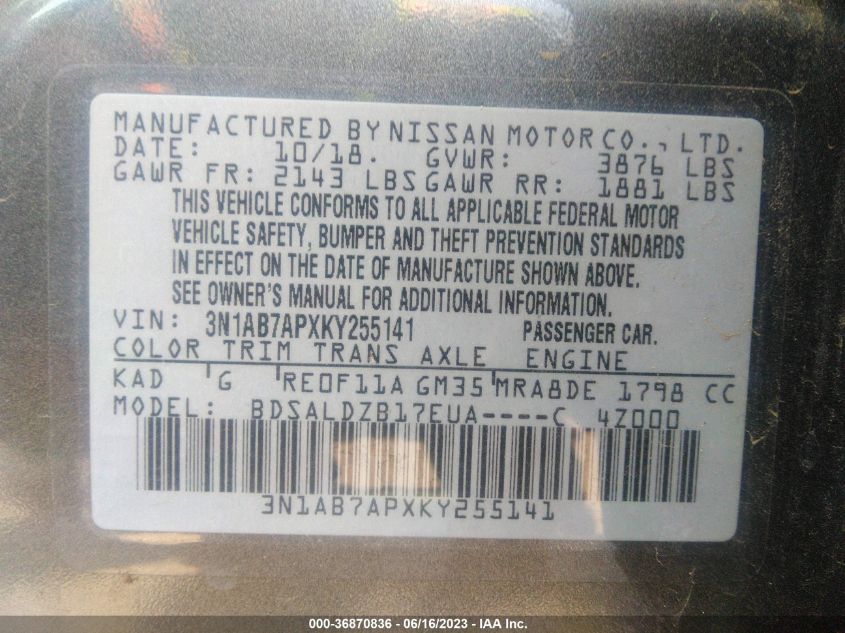 MANUFACTURED BY NISSAN MOTOR CO., LTD.
DATE: 10/18. GVWR: 3876 LBS
GAWR FR: 2143 LBS GAWR RR: 1881 LBS
THIS VEHICLE CONFORMS TO ALL APPLICABLE FEDERAL MOTOR
VEHICLE SAFETY, BUMPER AND THEFT PREVENTION STANDARDS
IN EFFECT ON THE DATE OF MANUFACTURE SHOWN ABOVE.
SEE OWNER'S MANUAL FOR ADDITIONAL INFORMATION.
VIN: 3N1AB7APXKY255141 PASSENGER CAR.
COLOR TRIM TRANS AXLE ENGINE
KAD G RE0F11A GM35 MRA8DE 1798 CC
MODEL: BDSALDZB17EUA----C 4Z000
3N1AB7APXKY255141
000-36870836 - 06/16/2023 - IAA Inc.